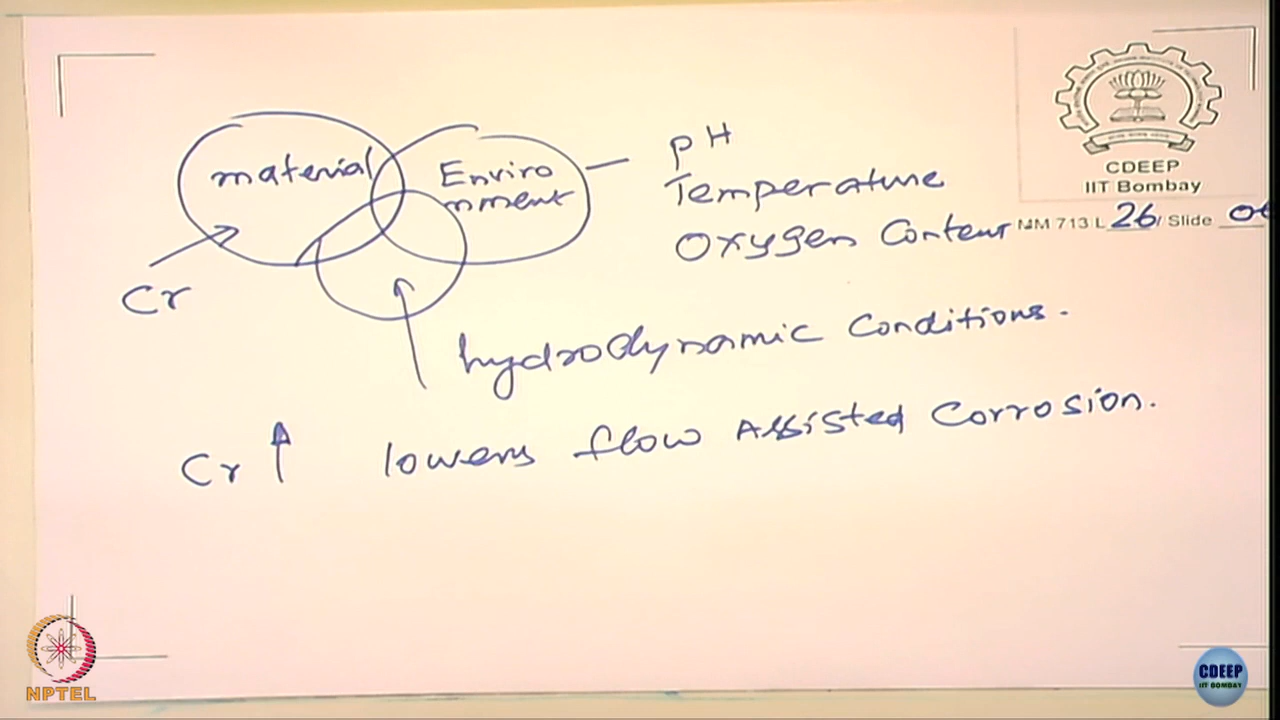 material
Enviro
nment
pH
Temperature
Oxygen Content
Cr
hydrodynamic Conditions.
Cr ↑ lowers flow Assisted Corrosion.
CDEEP
IIT Bombay
MM 713 L 26 / Slide
NPTEL
CDEEP
IIT BOMBAY